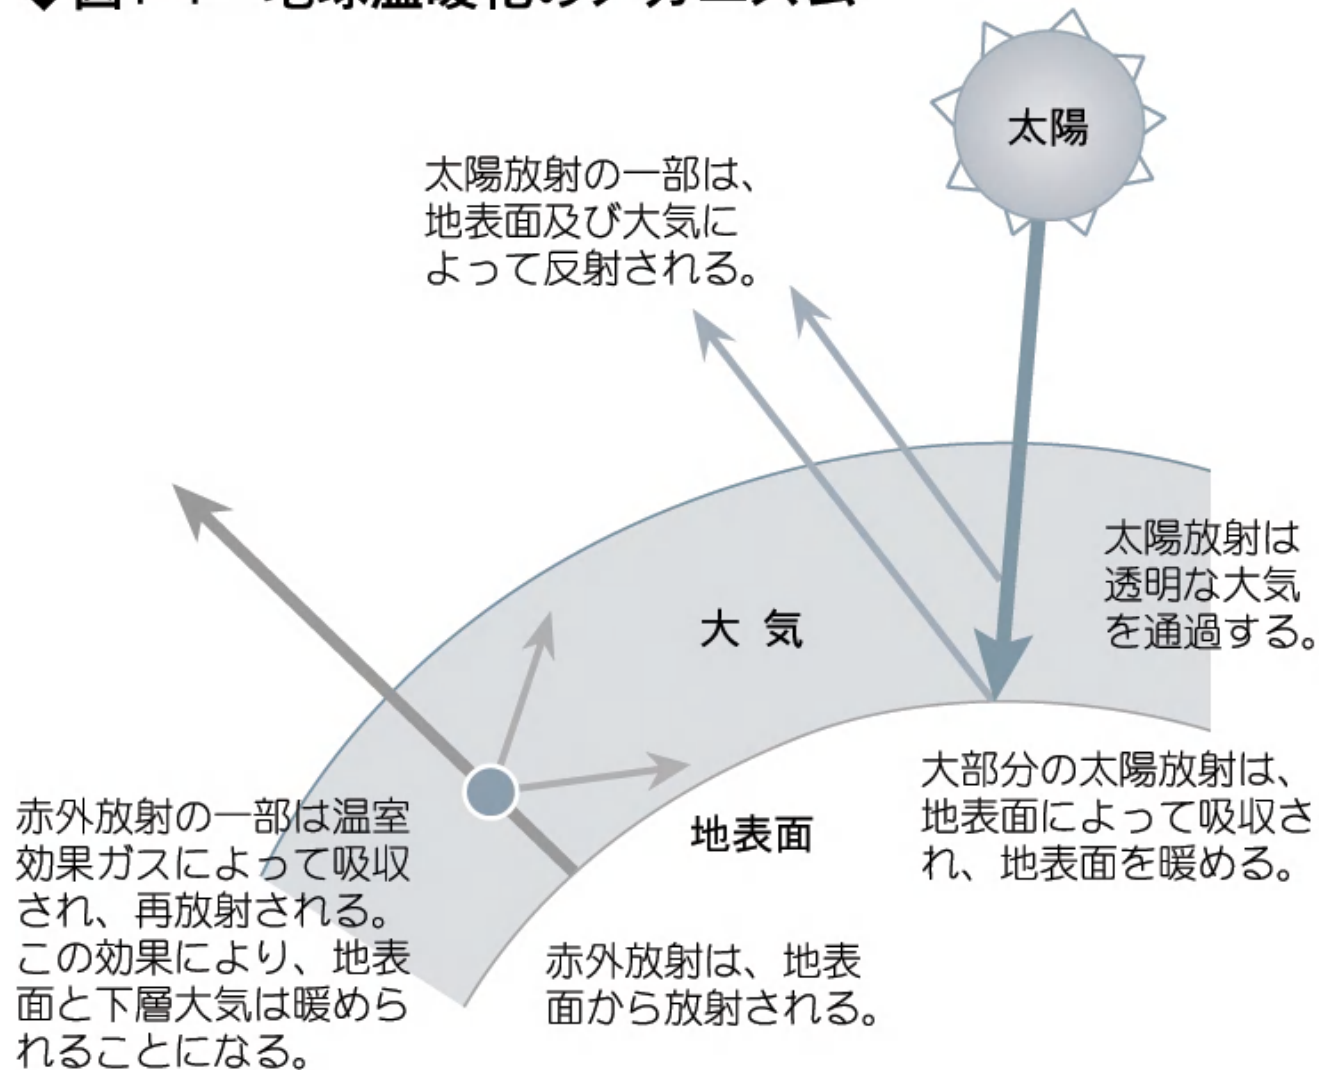 太陽
太陽放射の一部は、
地表面及び大気に
よって反射される。
太陽放射は
透明な大気
を通過する。
大 気
大部分の太陽放射は、
地表面によって吸収さ
れ、地表面を暖める。
地表面
赤外放射の一部は温室
効果ガスによって吸収
され、再放射される。
この効果により、地表
面と下層大気は暖めら
れることになる。
赤外放射は、地表
面から放射される。